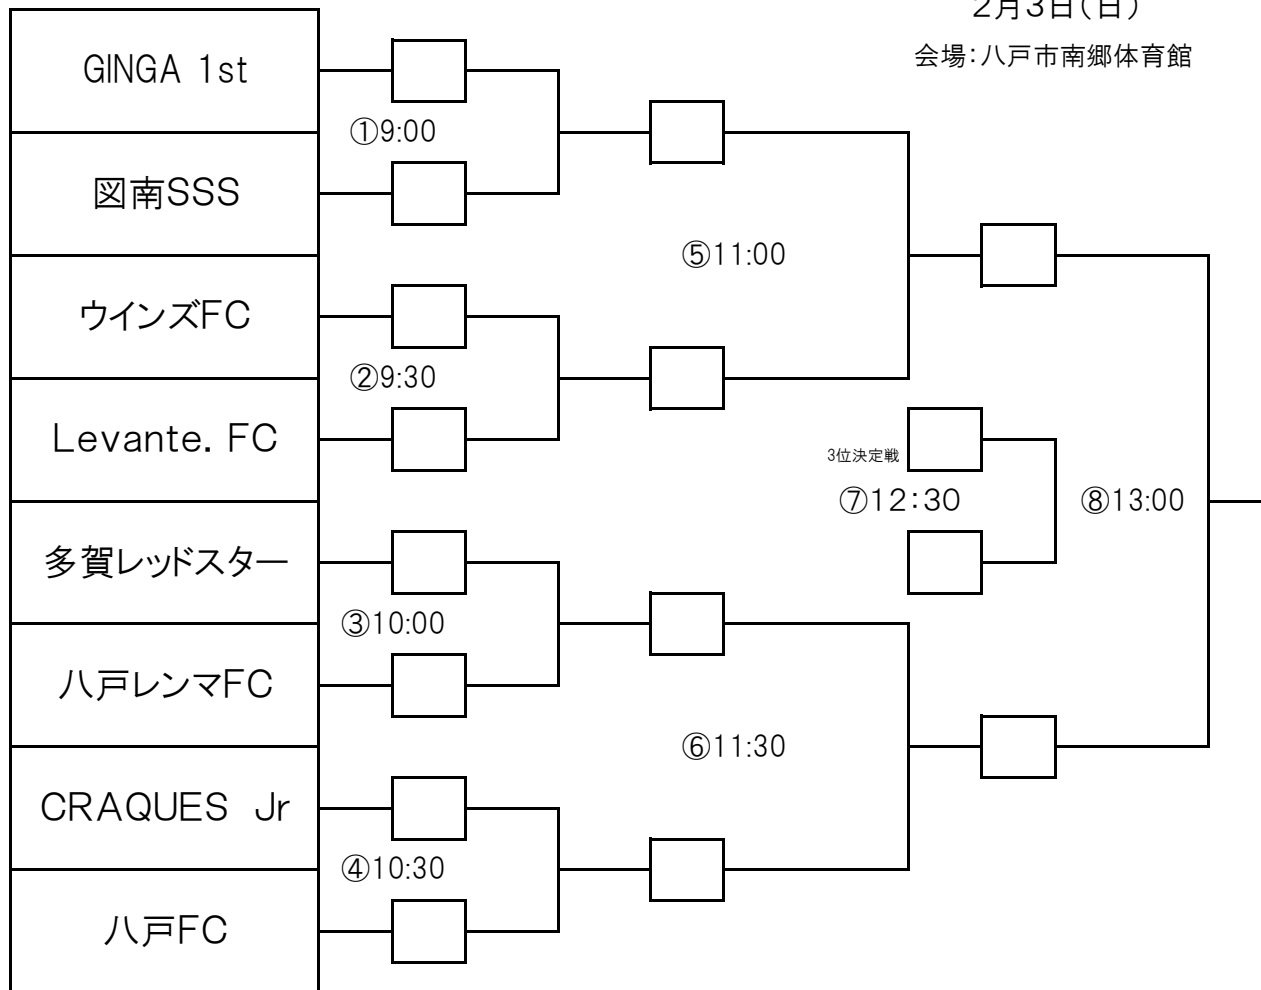 2月3日(日)
会場:八戸市南郷体育館
GINGA 1st
①9:00
図南SSS
⑤11:00
ウインズFC
②9:30
Levante. FC
3位決定戦
⑦12:30
⑧13:00
多賀レッドスター
③10:00
八戸レンマFC
⑥11:30
CRAQUES Jr
④10:30
八戸FC